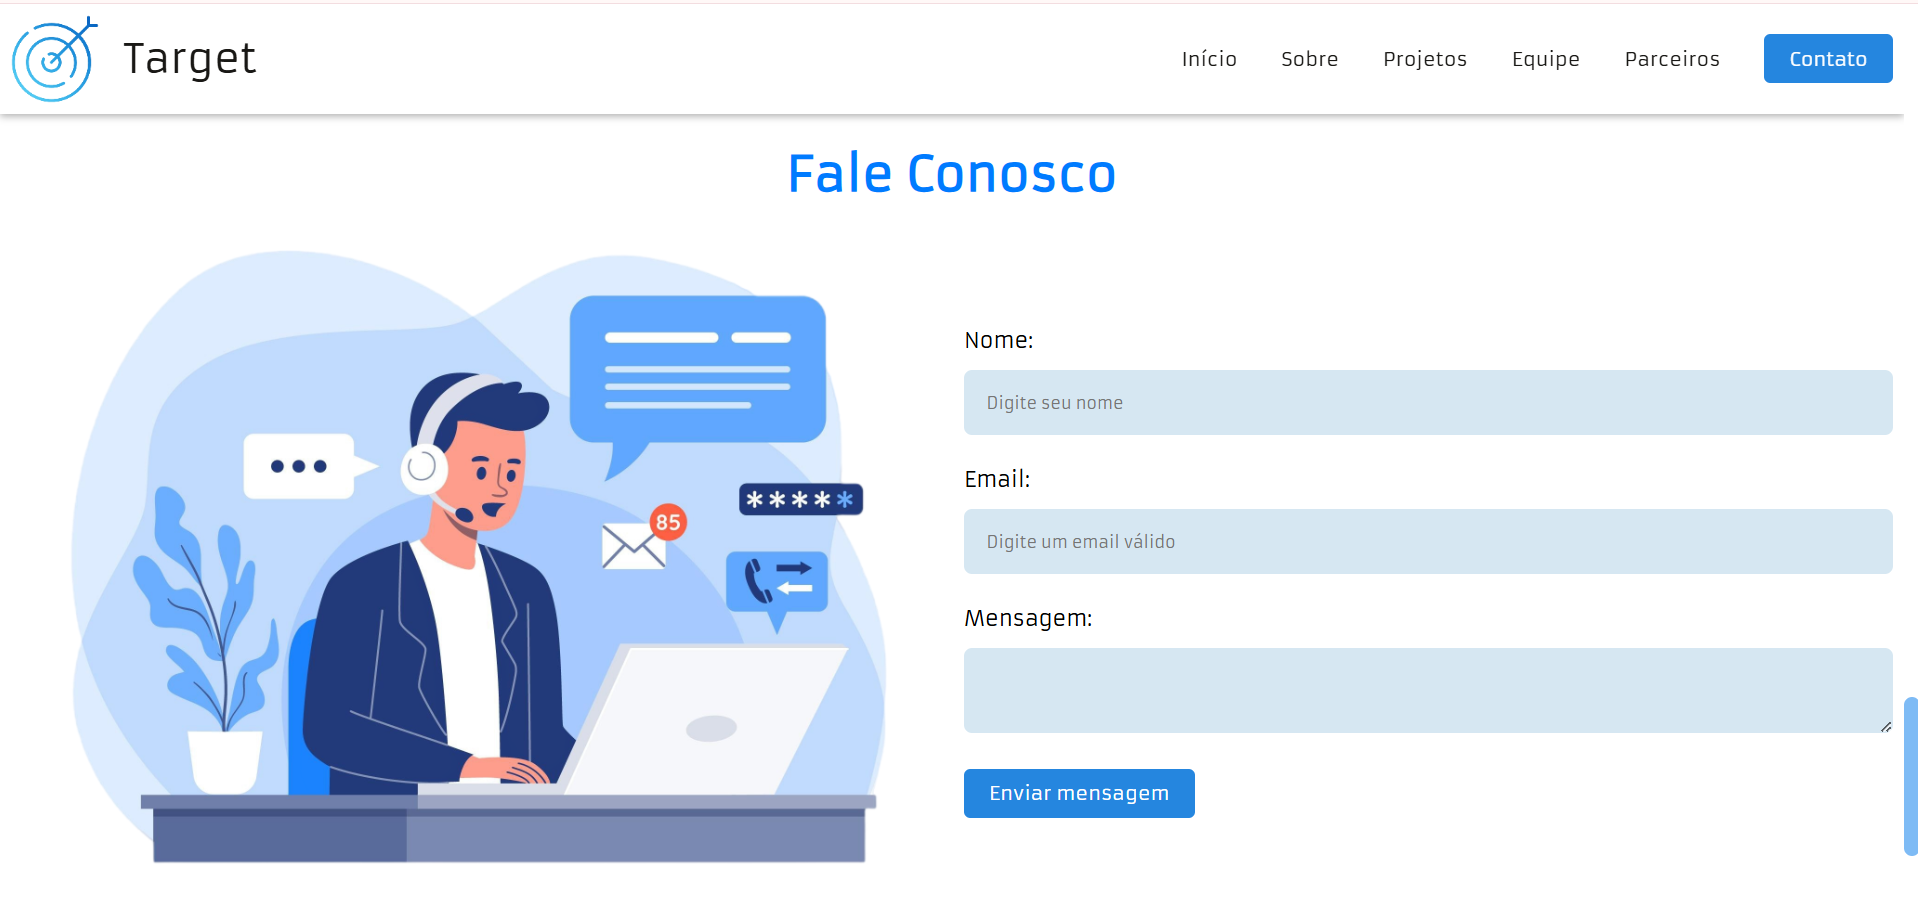 Target
Início Sobre Projetos Equipe Parceiros Contato
Fale Conosco
85
*****
Nome:
Digite seu nome
Email:
Digite um email válido
Mensagem:
Enviar mensagem